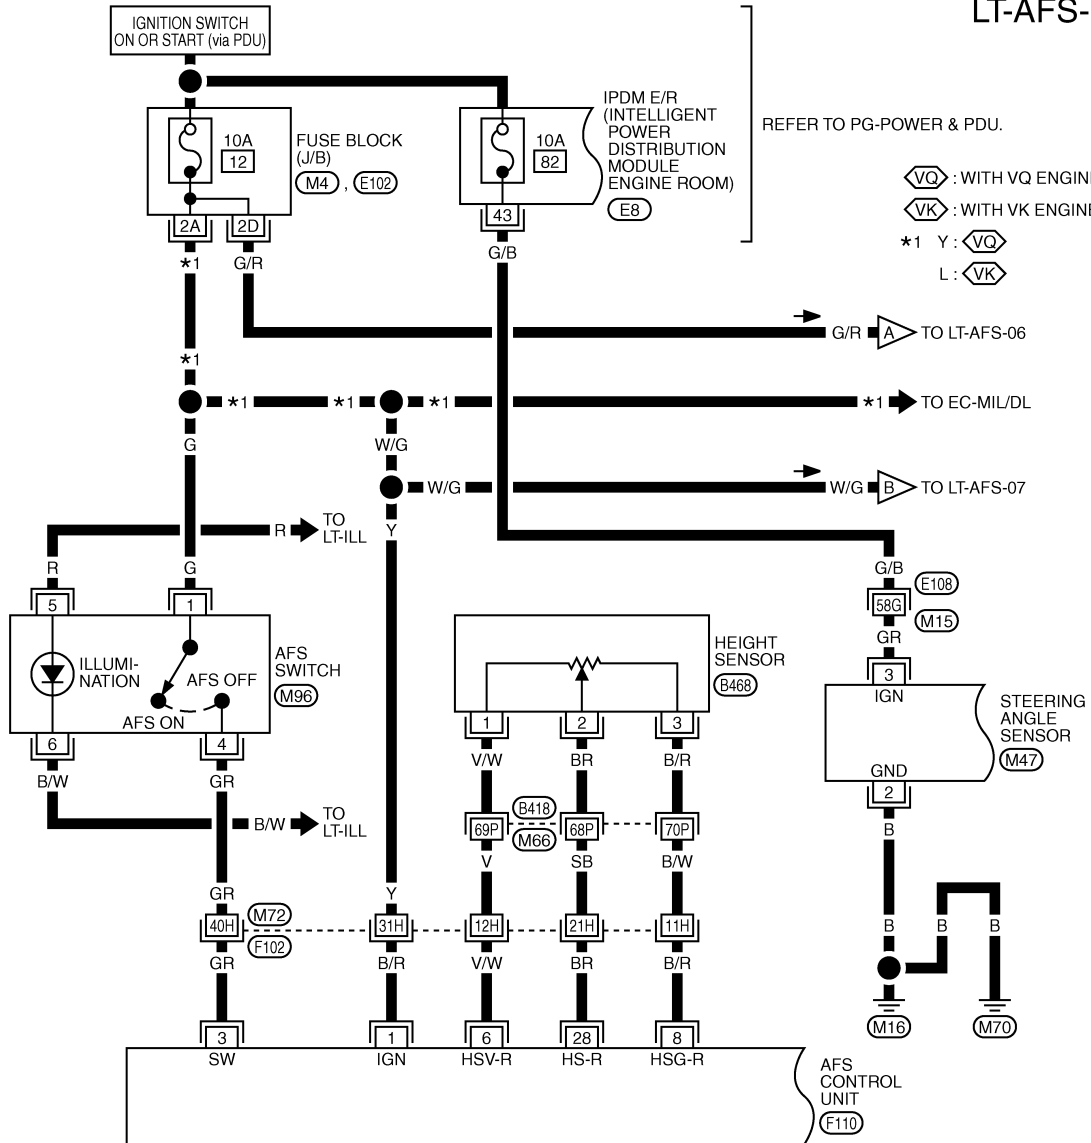 LT-AFS-
IGNITION SWITCH
ON OR START (via PDU)
10A
12
FUSE BLOCK
(J/B)
M4 , E102
10A
82
IPDM E/R
(INTELLIGENT
POWER
DISTRIBUTION
MODULE
ENGINE ROOM)
E8
REFER TO PG-POWER & PDU.
VQ : WITH VQ ENGINE
VK : WITH VK ENGINE
*1 Y : VQ
L : VK
2A 2D 43
*1 G/R G/B
G/R A TO LT-AFS-06
*1
*1 *1 *1 *1 TO EC-MIL/DL
G W/G
W/G W/G B TO LT-AFS-07
R TO
LT-ILL
Y
R G G/B
E108
5 1 58G
M15
GR
ILLUMI-
NATION
AFS OFF
AFS ON
AFS
SWITCH
M96
HEIGHT
SENSOR
B468
3
IGN
STEERING
ANGLE
SENSOR
M47
GND
2
6 4 1 2 3
B/W GR V/W BR B/R
B/W TO
LT-ILL
B418
69P 68P 70P
M66
B
V SB B/W
GR Y
M72
40H 31H 12H 21H 11H
F102
B B B
GR B/R V/W BR B/R
M16 M70
3 1 6 28 8
SW IGN HSV-R HS-R HSG-R
AFS
CONTROL
UNIT
F110